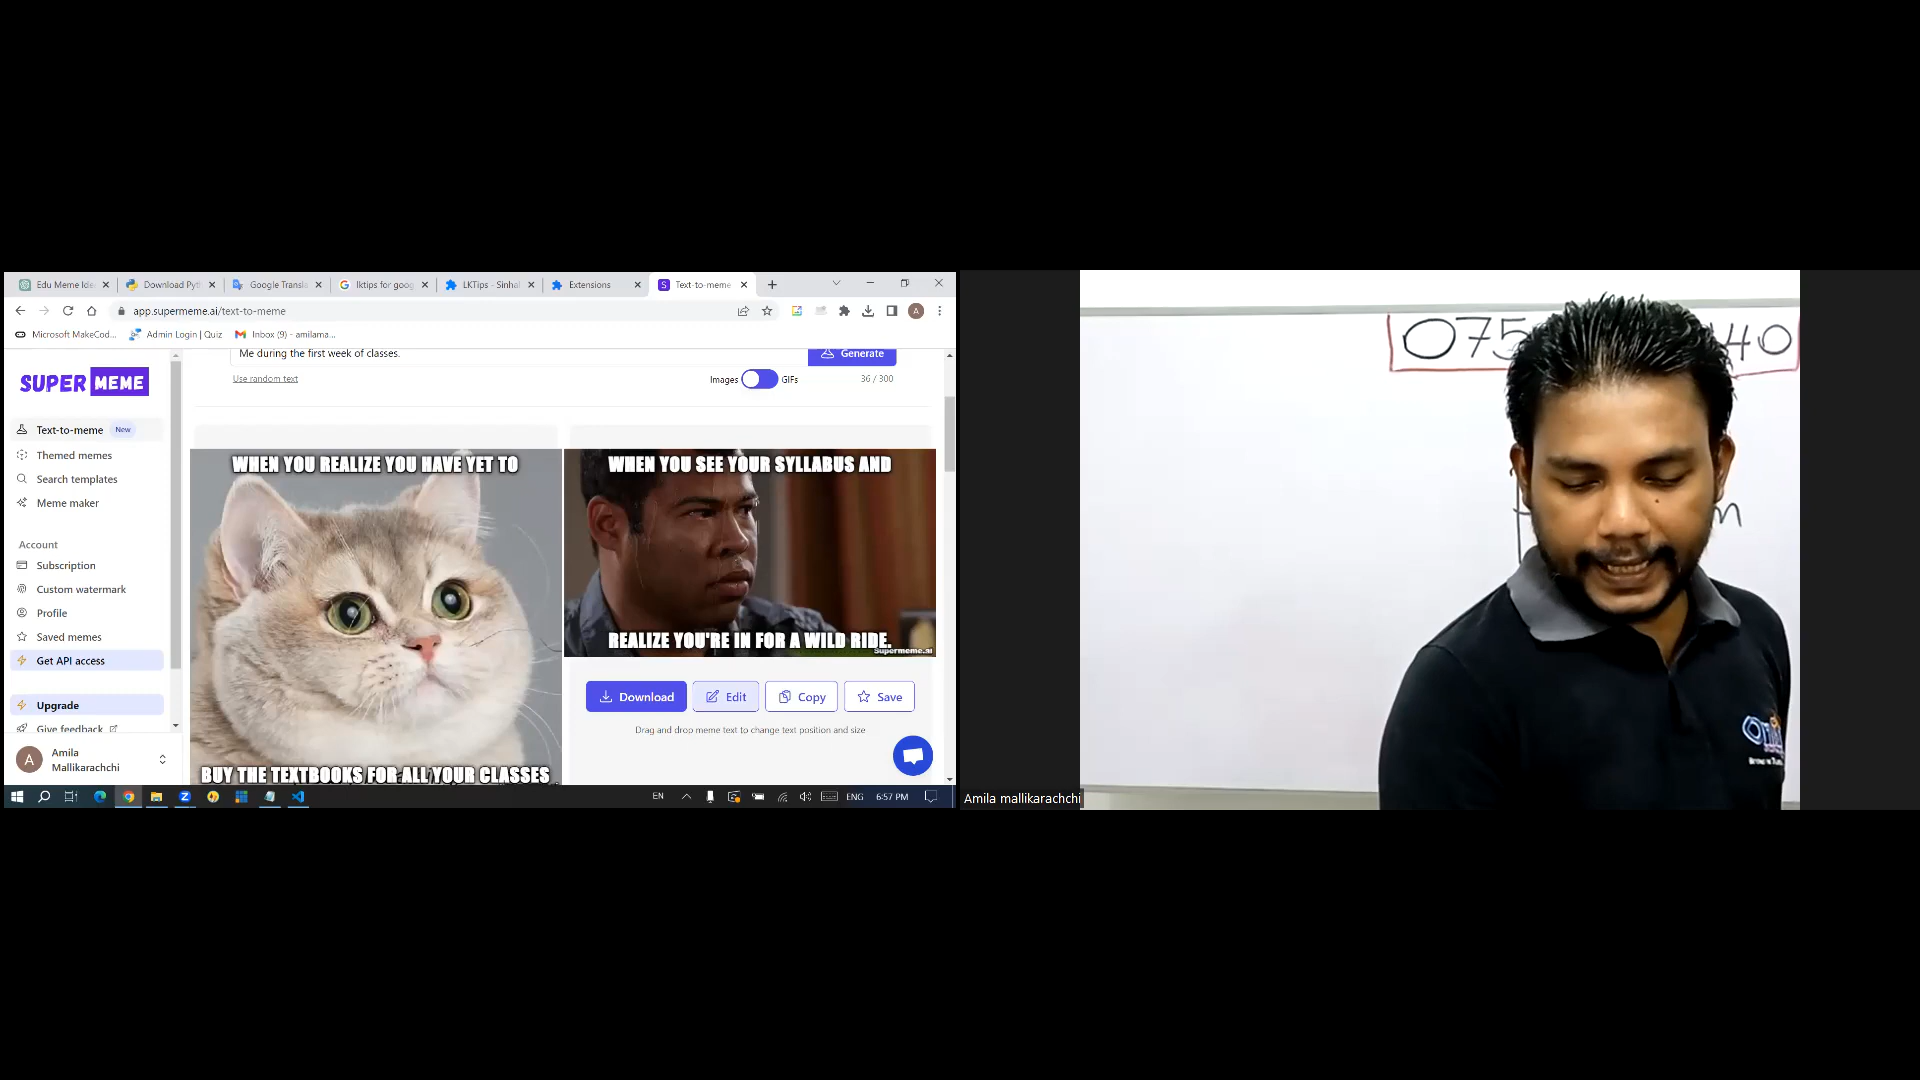 Edu Meme Ide
Download Pyt
Google Transla
lktips for goog
LKTips - Sinhal
Extensions
Text-to-meme
app.supermeme.ai/text-to-meme
Microsoft MakeCod...
Admin Login | Quiz
Inbox (9) - amilama...
SUPER MEME
Text-to-meme New
Themed memes
Search templates
Meme maker
Account
Subscription
Custom watermark
Profile
Saved memes
Get API access
Upgrade
Give feedback
A
Amila
Mallikarachchi
Me during the first week of classes.
Generate
Use random text
Images
GIFs
36 / 300
WHEN YOU REALIZE YOU HAVE YET TO
BUY THE TEXTBOOKS FOR ALL YOUR CLASSES
WHEN YOU SEE YOUR SYLLABUS AND
REALIZE YOU'RE IN FOR A WILD RIDE.
Supermeme.ai
Download
Edit
Copy
Save
Drag and drop meme text to change text position and size
EN
ENG
6:57 PM
075
40
Amila mallikarachchi